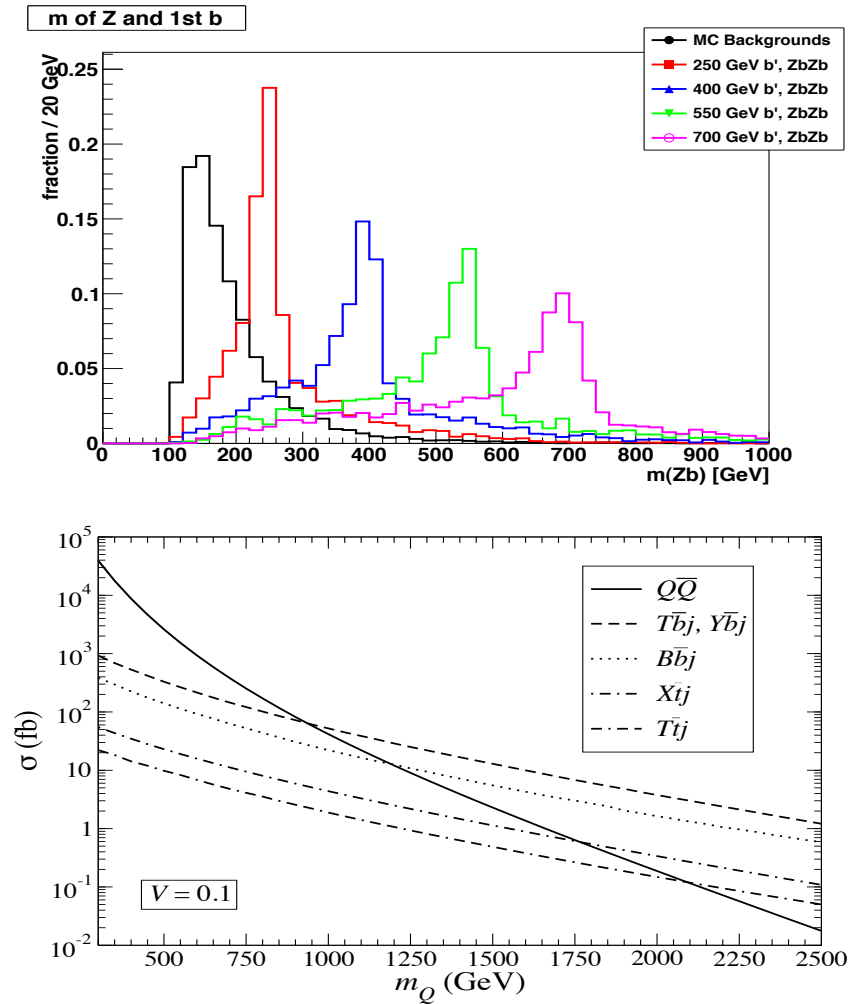 m of Z and 1st b
MC Backgrounds
250 GeV b', ZbZb
400 GeV b', ZbZb
550 GeV b', ZbZb
700 GeV b', ZbZb
fraction / 20 GeV
0.25
0.2
0.15
0.1
0.05
0
0 100 200 300 400 500 600 700 800 900 1000
m(Zb) [GeV]
σ (fb)
10^5
10^4
10^3
10^2
10
1
10^-1
10^-2
QQ̅
Tb̅j, Yb̅j
Bb̅j
Xt̅j
Tt̅j
V = 0.1
500 750 1000 1250 1500 1750 2000 2250 2500
m_Q (GeV)